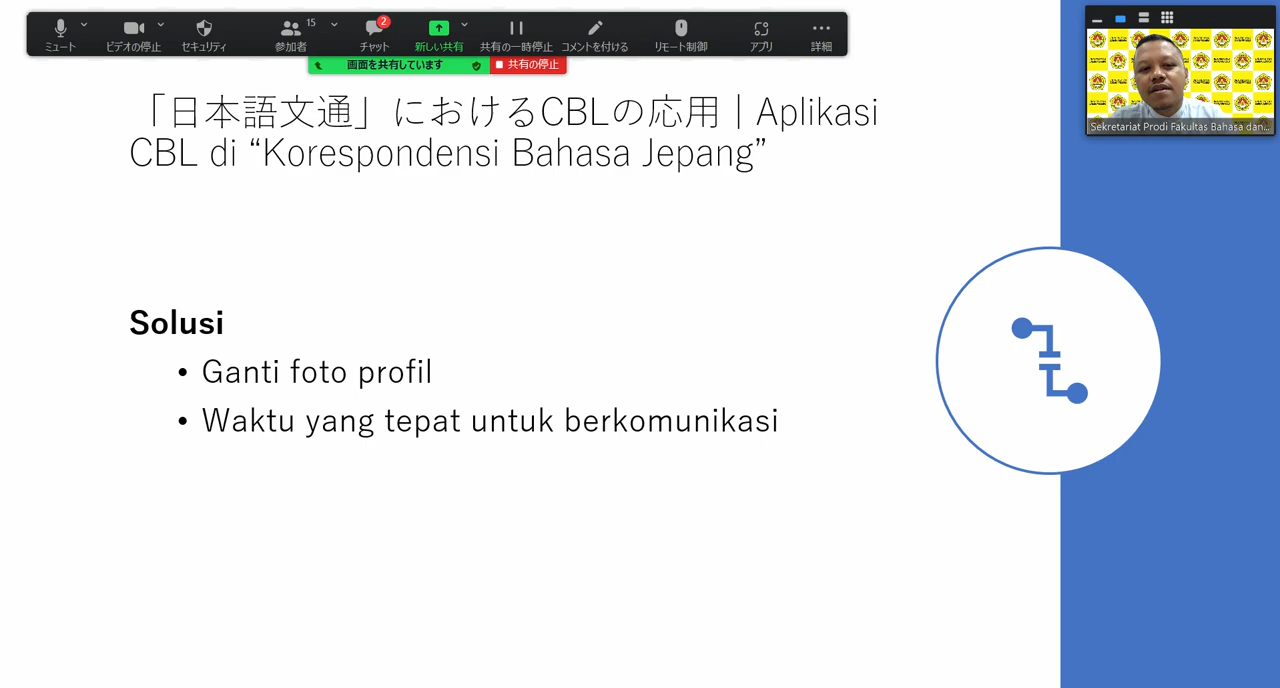 ミュート
ビデオの停止
セキュリティ
15
参加者
2
チャット
新しい共有
共有の一時停止
コメントを付ける
リモート制御
アプリ
詳細
画面を共有しています
共有の停止
「日本語文通」におけるCBLの応用 | Aplikasi
CBL di “Korespondensi Bahasa Jepang”
Solusi
• Ganti foto profil
• Waktu yang tepat untuk berkomunikasi
Sekretariat Prodi Fakultas Bahasa dan...